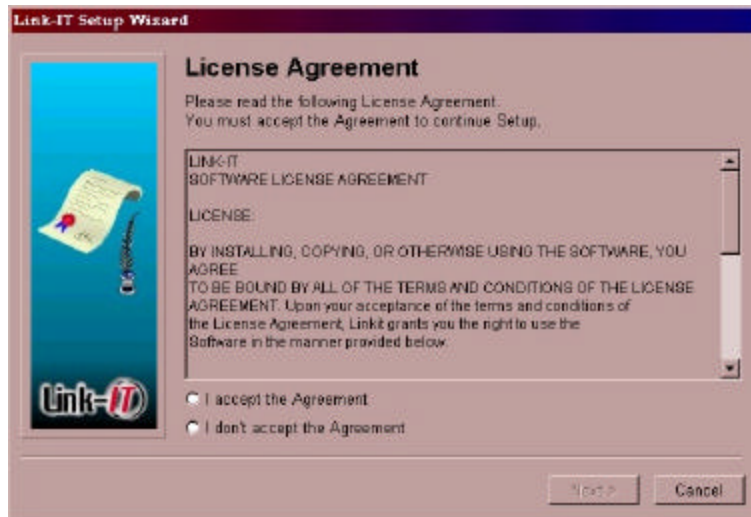 Link-IT Setup Wizard
License Agreement
Please read the following License Agreement.
You must accept the Agreement to continue Setup.
LINK-IT
SOFTWARE LICENSE AGREEMENT
LICENSE:
BY INSTALLING, COPYING, OR OTHERWISE USING THE SOFTWARE, YOU
AGREE
TO BE BOUND BY ALL OF THE TERMS AND CONDITIONS OF THE LICENSE
AGREEMENT. Upon your acceptance of the terms and conditions of
the License Agreement, Linkit grants you the right to use the
Software in the manner provided below.
Link-IT
I accept the Agreement
I don't accept the Agreement
Next >
Cancel